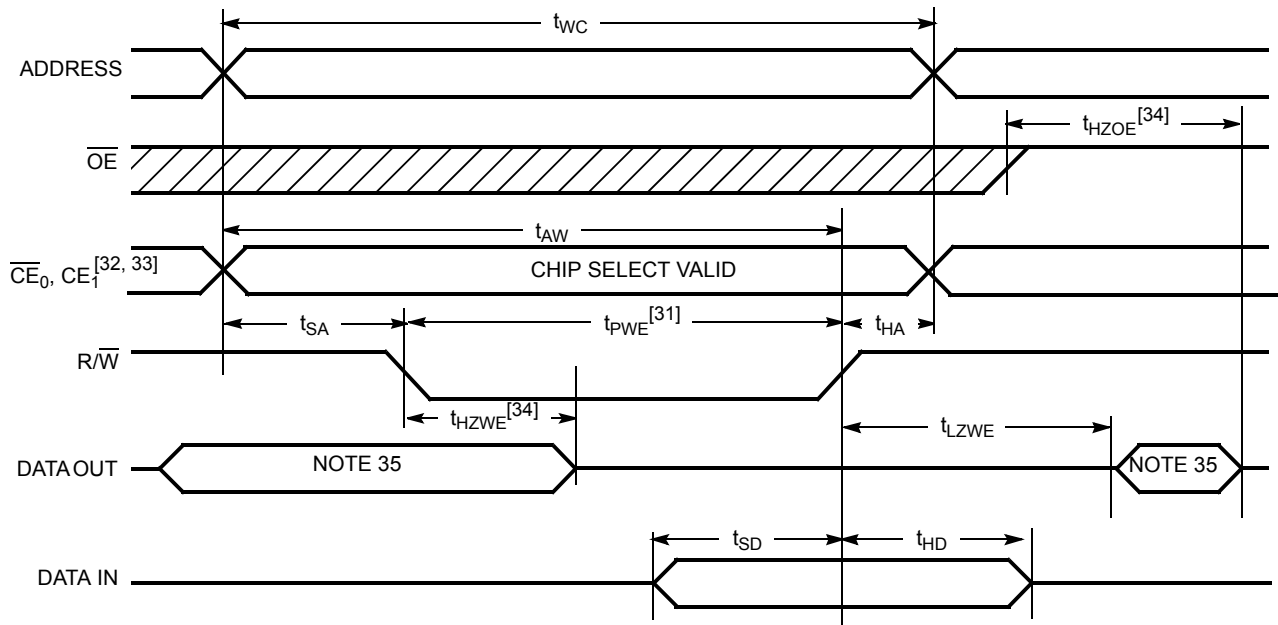 tWC
ADDRESS
tHZOE[34]
OE
tAW
CE0, CE1[32, 33]
CHIP SELECT VALID
tSA
tPWE[31]
tHA
R/W
tHZWE[34]
tLZWE
DATA OUT
NOTE 35
NOTE 35
tSD
tHD
DATA IN